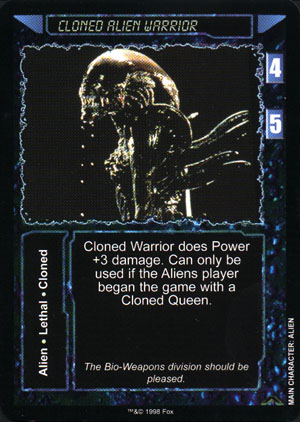 CLONED ALIEN WARRIOR
4
5
Alien • Lethal • Cloned
Cloned Warrior does Power
+3 damage. Can only be
used if the Aliens player
began the game with a
Cloned Queen.
The Bio-Weapons division should be
pleased.
MAIN CHARACTER: ALIEN
™&© 1998 Fox